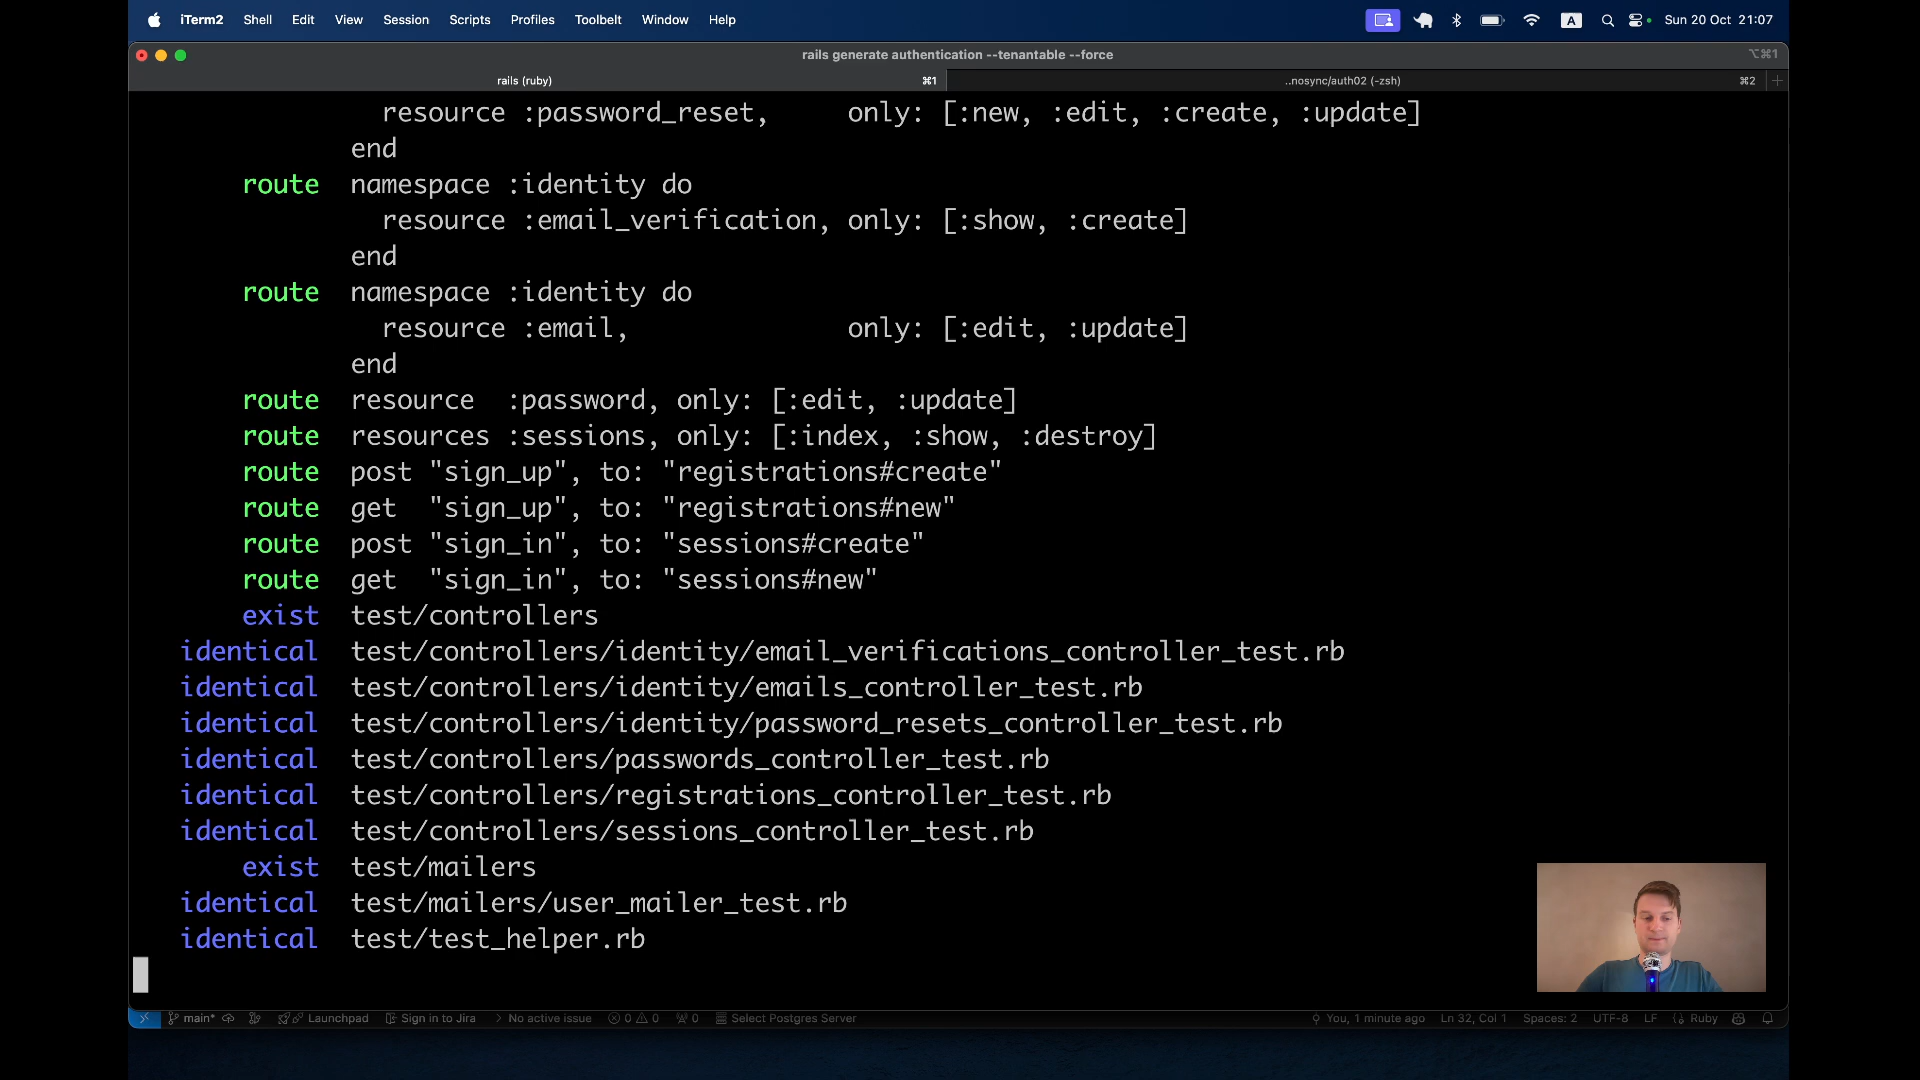 iTerm2 Shell Edit View Session Scripts Profiles Toolbelt Window Help A Sun 20 Oct 21:07
rails generate authentication --tenantable --force ⌥⌘1
rails (ruby) ⌘1 ..nosync/auth02 (-zsh) ⌘2 +
resource :password_reset,     only: [:new, :edit, :create, :update]
end
route  namespace :identity do
resource :email_verification, only: [:show, :create]
end
route  namespace :identity do
resource :email,              only: [:edit, :update]
end
route  resource  :password, only: [:edit, :update]
route  resources :sessions, only: [:index, :show, :destroy]
route  post "sign_up", to: "registrations#create"
route  get  "sign_up", to: "registrations#new"
route  post "sign_in", to: "sessions#create"
route  get  "sign_in", to: "sessions#new"
exist  test/controllers
identical  test/controllers/identity/email_verifications_controller_test.rb
identical  test/controllers/identity/emails_controller_test.rb
identical  test/controllers/identity/password_resets_controller_test.rb
identical  test/controllers/passwords_controller_test.rb
identical  test/controllers/registrations_controller_test.rb
identical  test/controllers/sessions_controller_test.rb
exist  test/mailers
identical  test/mailers/user_mailer_test.rb
identical  test/test_helper.rb
main* Launchpad Sign in to Jira No active issue 0 0 0 Select Postgres Server You, 1 minute ago Ln 32, Col 1 Spaces: 2 UTF-8 LF Ruby